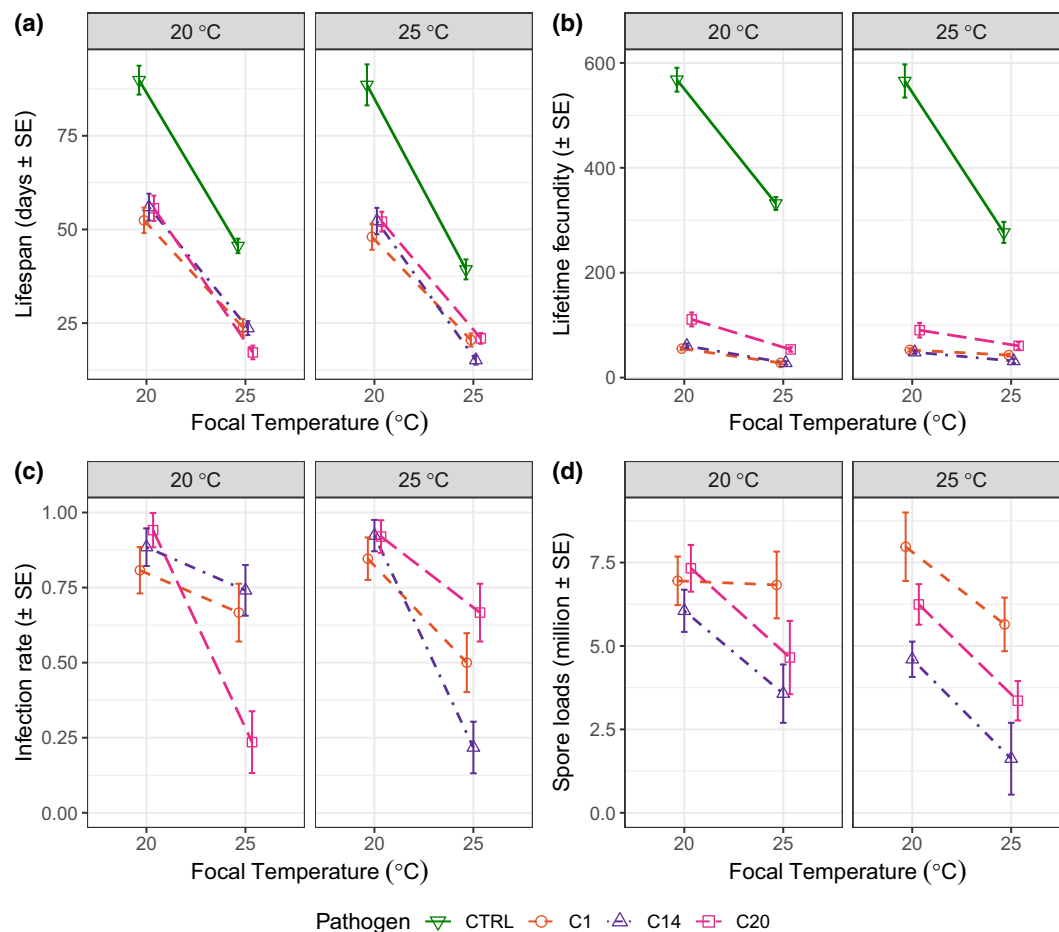 (a)
20 °C
25 °C
Lifespan (days ± SE)
75
50
25
20
25
20
25
Focal Temperature (°C)
(b)
20 °C
25 °C
Lifetime fecundity (± SE)
600
400
200
0
20
25
20
25
Focal Temperature (°C)
(c)
20 °C
25 °C
Infection rate (± SE)
1.00
0.75
0.50
0.25
0.00
20
25
20
25
Focal Temperature (°C)
(d)
20 °C
25 °C
Spore loads (million ± SE)
7.5
5.0
2.5
0.0
20
25
20
25
Focal Temperature (°C)
Pathogen CTRL C1 C14 C20